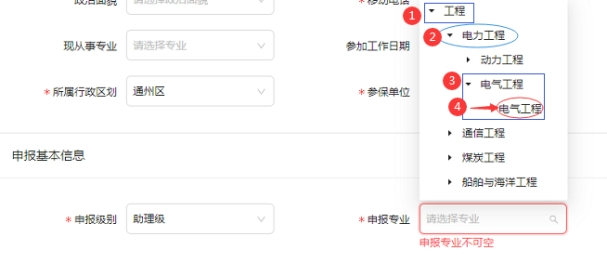 政治面貌 请选择政治面貌 *移动电话
1 工程
2 电力工程
现从事专业 请选择专业 参加工作日期 动力工程
3 电气工程
*所属行政区划 通州区 *参保单位
4 电气工程
通信工程
申报基本信息 煤炭工程
船舶与海洋工程
*申报级别 助理级 *申报专业 请选择专业
申报专业不可空